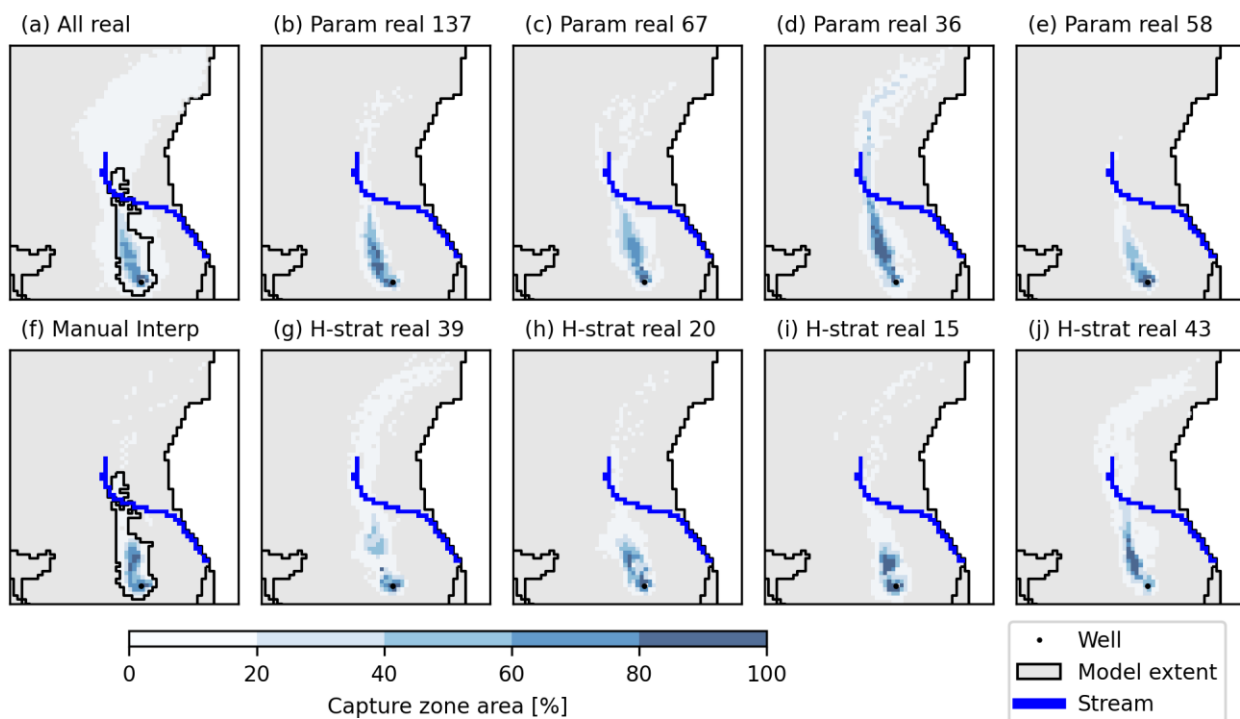 (a) All real
(b) Param real 137
(c) Param real 67
(d) Param real 36
(e) Param real 58
(f) Manual Interp
(g) H-strat real 39
(h) H-strat real 20
(i) H-strat real 15
(j) H-strat real 43
0 20 40 60 80 100
Capture zone area [%]
Well
Model extent
Stream